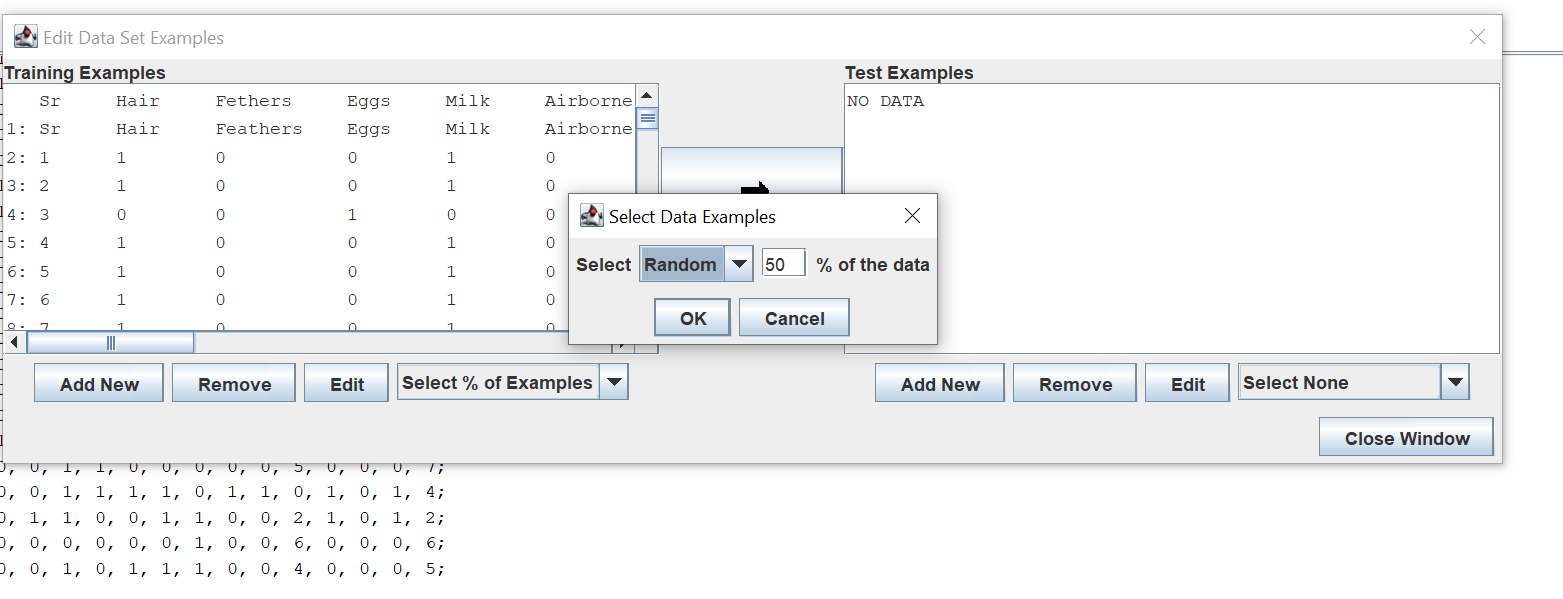 Edit Data Set Examples
Training Examples
Sr Hair Fethers Eggs Milk Airborne
1: Sr Hair Feathers Eggs Milk Airborne
2: 1 1 0 0 1 0
3: 2 1 0 0 1 0
4: 3 0 0 1 0 0
5: 4 1 0 0 1 0
6: 5 1 0 0 1 0
7: 6 1 0 0 1 0
8: 7 1 0 0 1 0
Test Examples
NO DATA
Select Data Examples
Select Random 50 % of the data
OK Cancel
Add New Remove Edit Select % of Examples
Add New Remove Edit Select None
Close Window
0, 0, 1, 1, 0, 0, 0, 0, 0, 5, 0, 0, 0, 7;
0, 0, 1, 1, 1, 1, 0, 1, 1, 0, 1, 0, 1, 4;
0, 1, 1, 0, 0, 1, 1, 0, 0, 2, 1, 0, 1, 2;
0, 0, 0, 0, 0, 0, 1, 0, 0, 6, 0, 0, 0, 6;
0, 0, 1, 0, 1, 1, 1, 0, 0, 4, 0, 0, 0, 5;